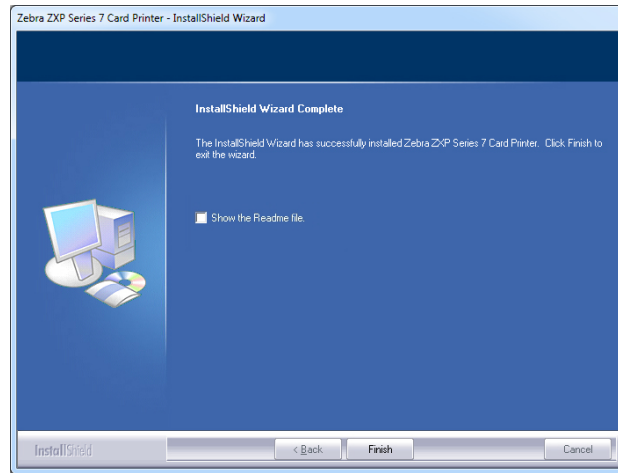 Zebra ZXP Series 7 Card Printer - InstallShield Wizard
InstallShield Wizard Complete
The InstallShield Wizard has successfully installed Zebra ZXP Series 7 Card Printer. Click Finish to
exit the wizard.
Show the Readme file.
InstallShield
< Back
Finish
Cancel